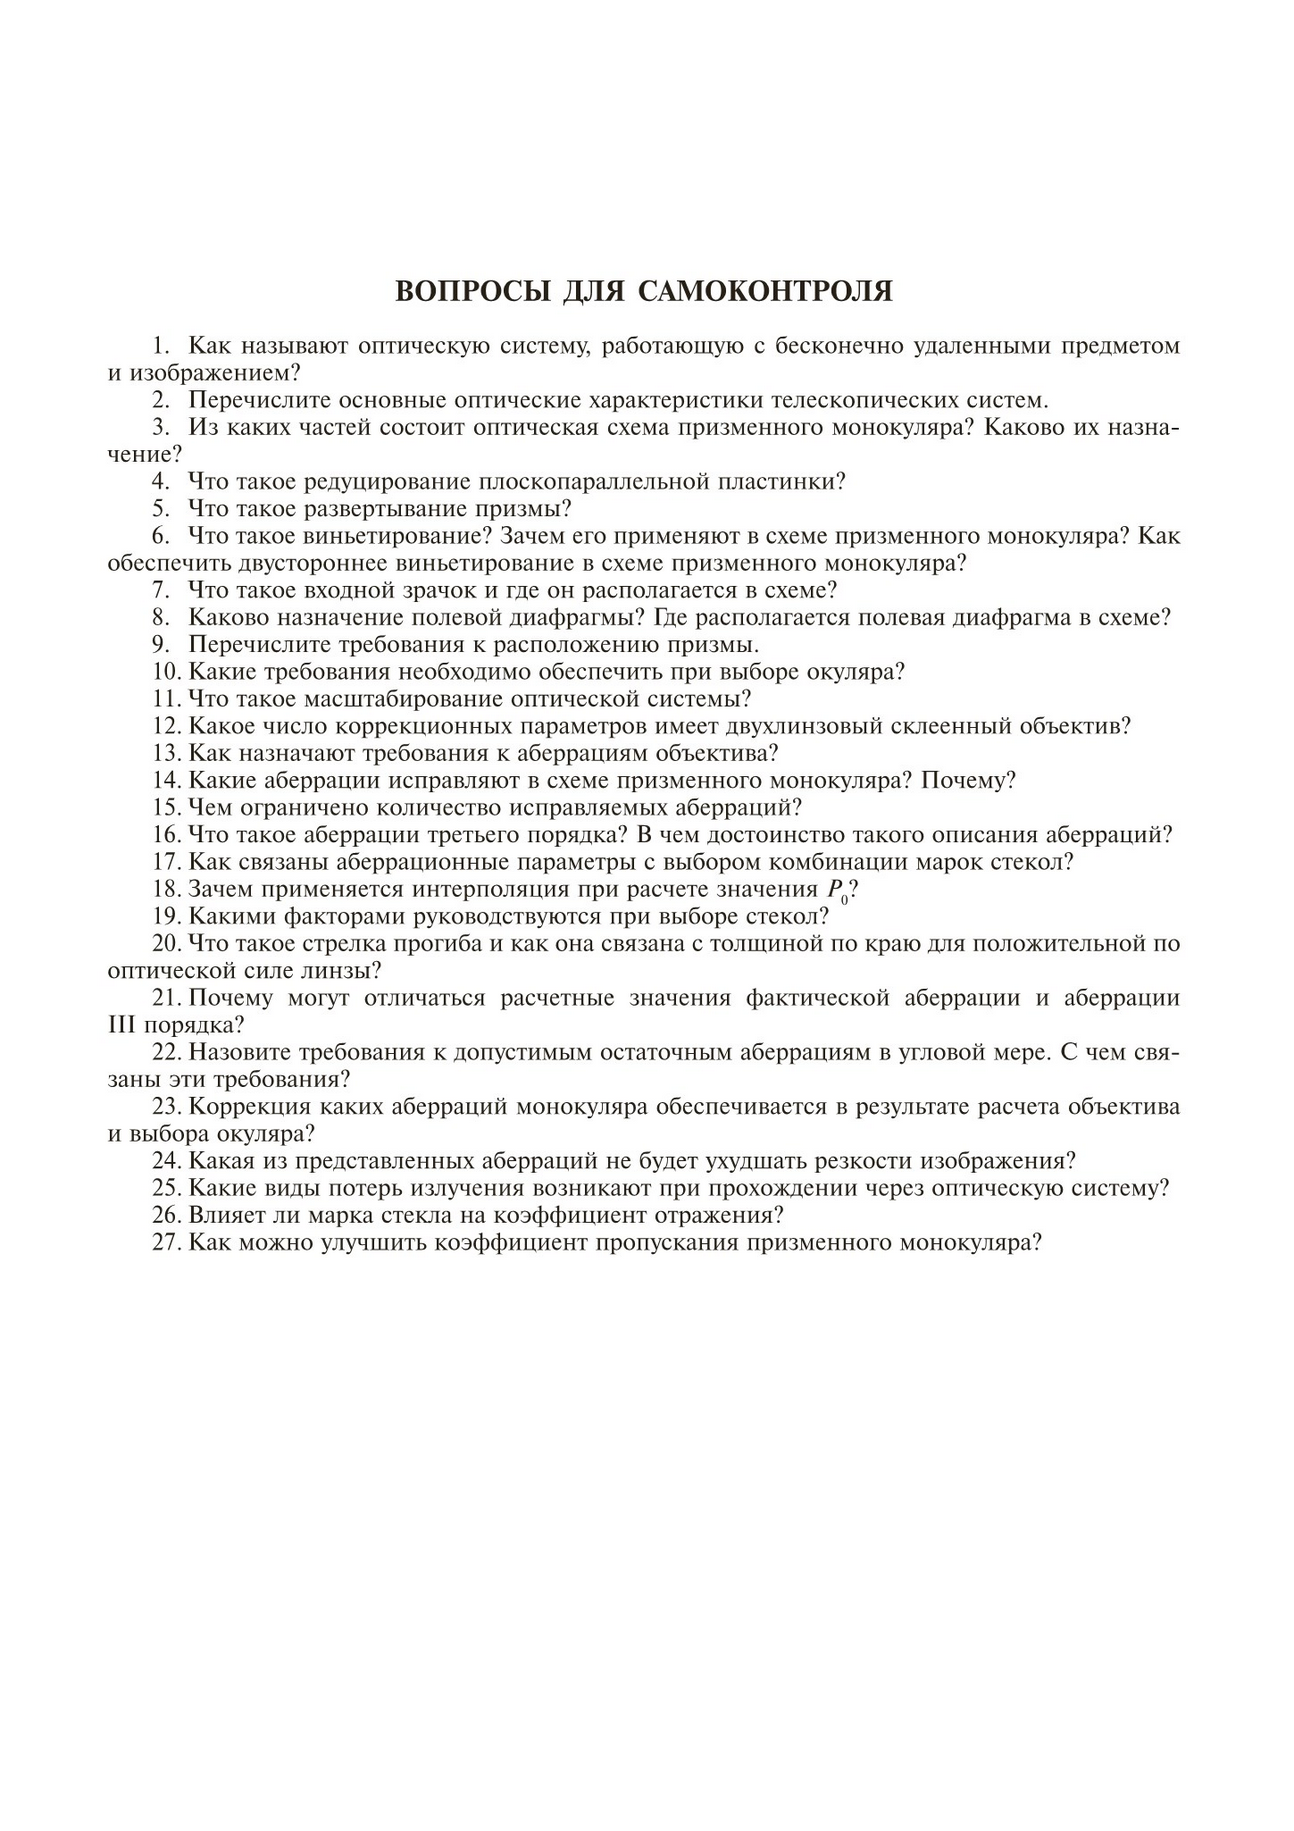 ВОПРОСЫ ДЛЯ САМОКОНТРОЛЯ
1. Как называют оптическую систему, работающую с бесконечно удаленными предметом
и изображением?
2. Перечислите основные оптические характеристики телескопических систем.
3. Из каких частей состоит оптическая схема призменного монокуляра? Каково их назна-
чение?
4. Что такое редуцирование плоскопараллельной пластинки?
5. Что такое развертывание призмы?
6. Что такое виньетирование? Зачем его применяют в схеме призменного монокуляра? Как
обеспечить двустороннее виньетирование в схеме призменного монокуляра?
7. Что такое входной зрачок и где он располагается в схеме?
8. Каково назначение полевой диафрагмы? Где располагается полевая диафрагма в схеме?
9. Перечислите требования к расположению призмы.
10. Какие требования необходимо обеспечить при выборе окуляра?
11. Что такое масштабирование оптической системы?
12. Какое число коррекционных параметров имеет двухлинзовый склеенный объектив?
13. Как назначают требования к аберрациям объектива?
14. Какие аберрации исправляют в схеме призменного монокуляра? Почему?
15. Чем ограничено количество исправляемых аберраций?
16. Что такое аберрации третьего порядка? В чем достоинство такого описания аберраций?
17. Как связаны аберрационные параметры с выбором комбинации марок стекол?
18. Зачем применяется интерполяция при расчете значения P₀?
19. Какими факторами руководствуются при выборе стекол?
20. Что такое стрелка прогиба и как она связана с толщиной по краю для положительной по
оптической силе линзы?
21. Почему могут отличаться расчетные значения фактической аберрации и аберрации
III порядка?
22. Назовите требования к допустимым остаточным аберрациям в угловой мере. С чем свя-
заны эти требования?
23. Коррекция каких аберраций монокуляра обеспечивается в результате расчета объектива
и выбора окуляра?
24. Какая из представленных аберраций не будет ухудшать резкости изображения?
25. Какие виды потерь излучения возникают при прохождении через оптическую систему?
26. Влияет ли марка стекла на коэффициент отражения?
27. Как можно улучшить коэффициент пропускания призменного монокуляра?